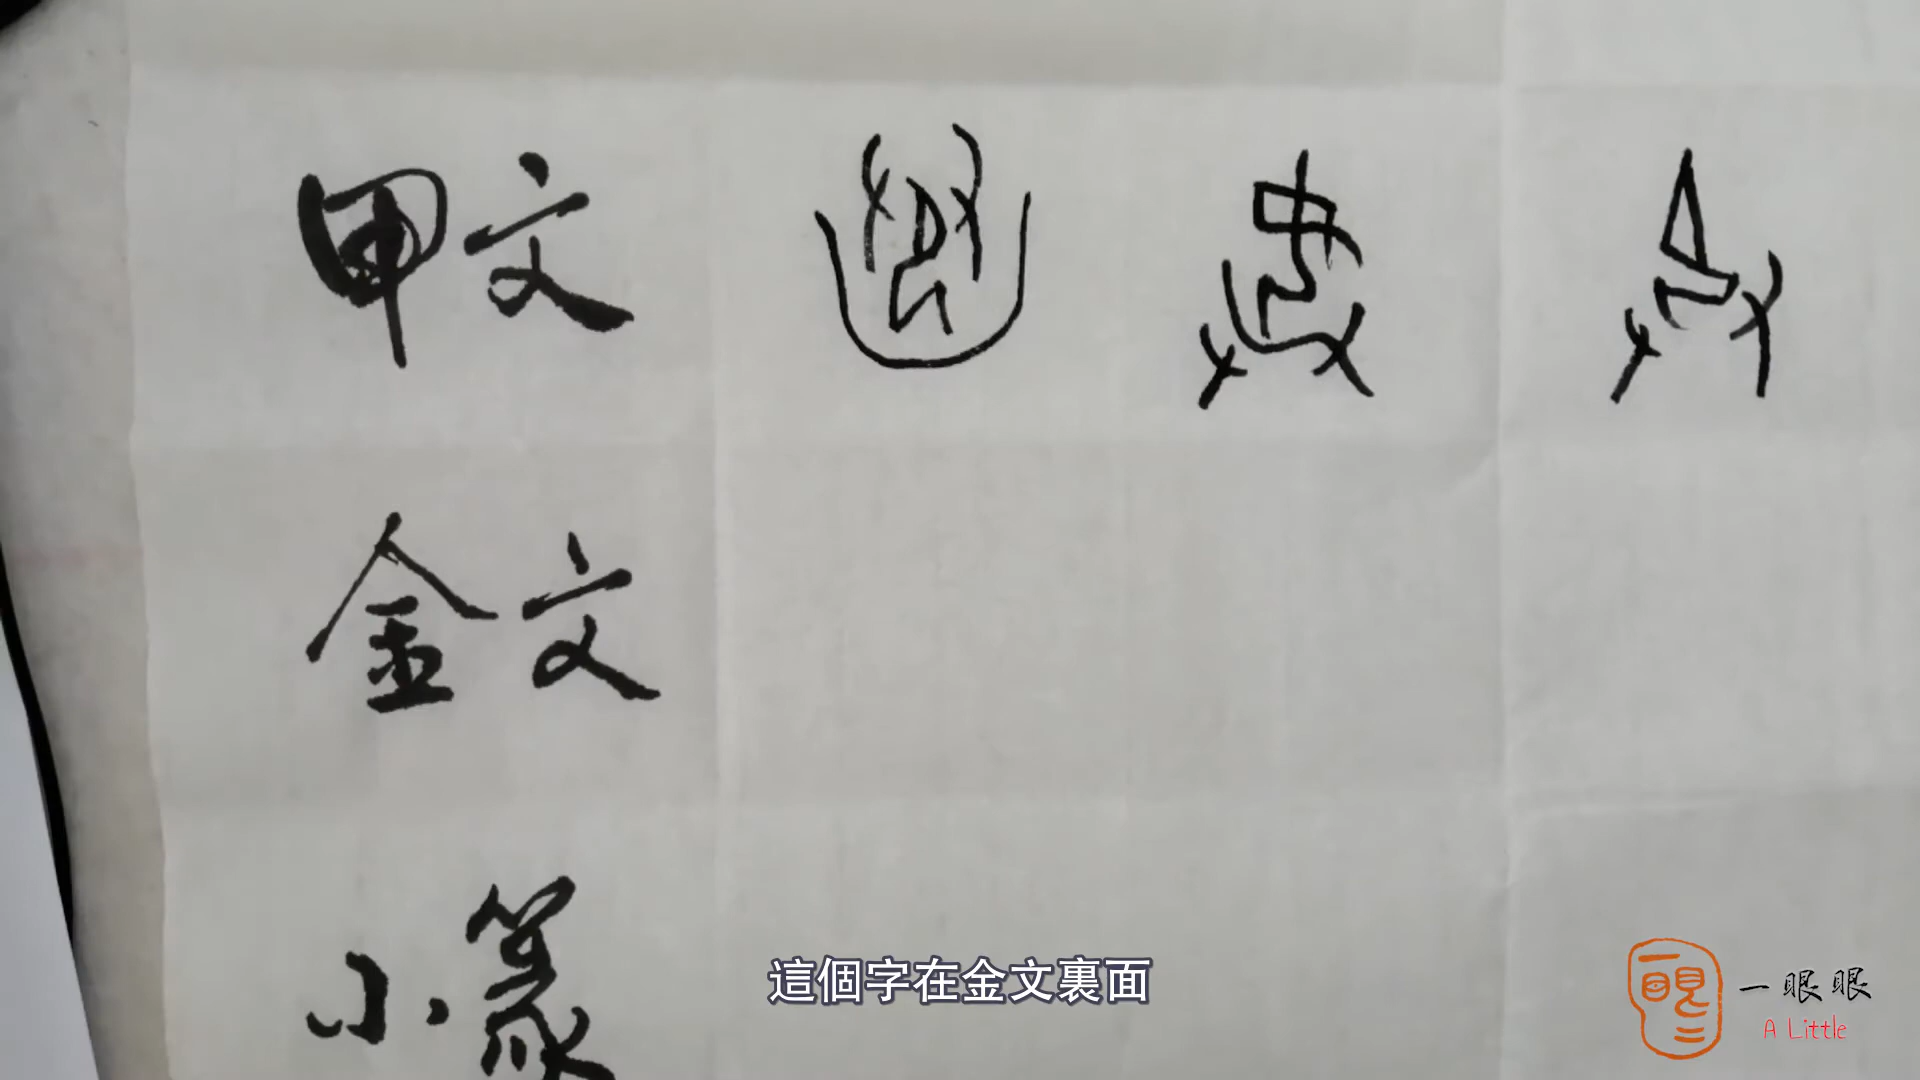 甲文
金文
小篆
這個字在金文裏面
一眼眼
A Little